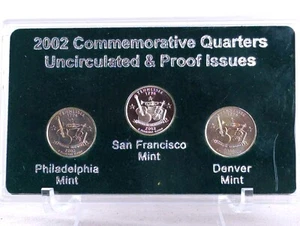 2002 Commemorative Quarters
Uncirculated & Proof Issues
San Francisco
Mint
Philadelphia
Mint
Denver
Mint